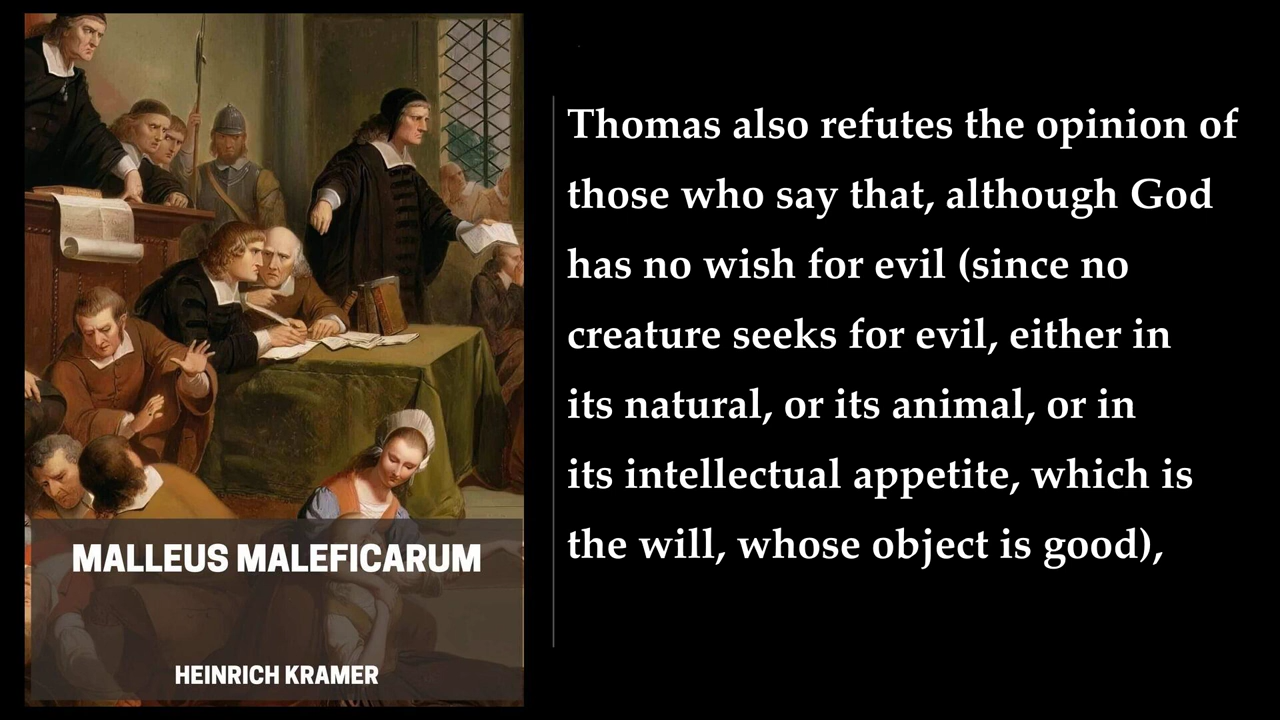 MALLEUS MALEFICARUM
HEINRICH KRAMER
Thomas also refutes the opinion of
those who say that, although God
has no wish for evil (since no
creature seeks for evil, either in
its natural, or its animal, or in
its intellectual appetite, which is
the will, whose object is good),